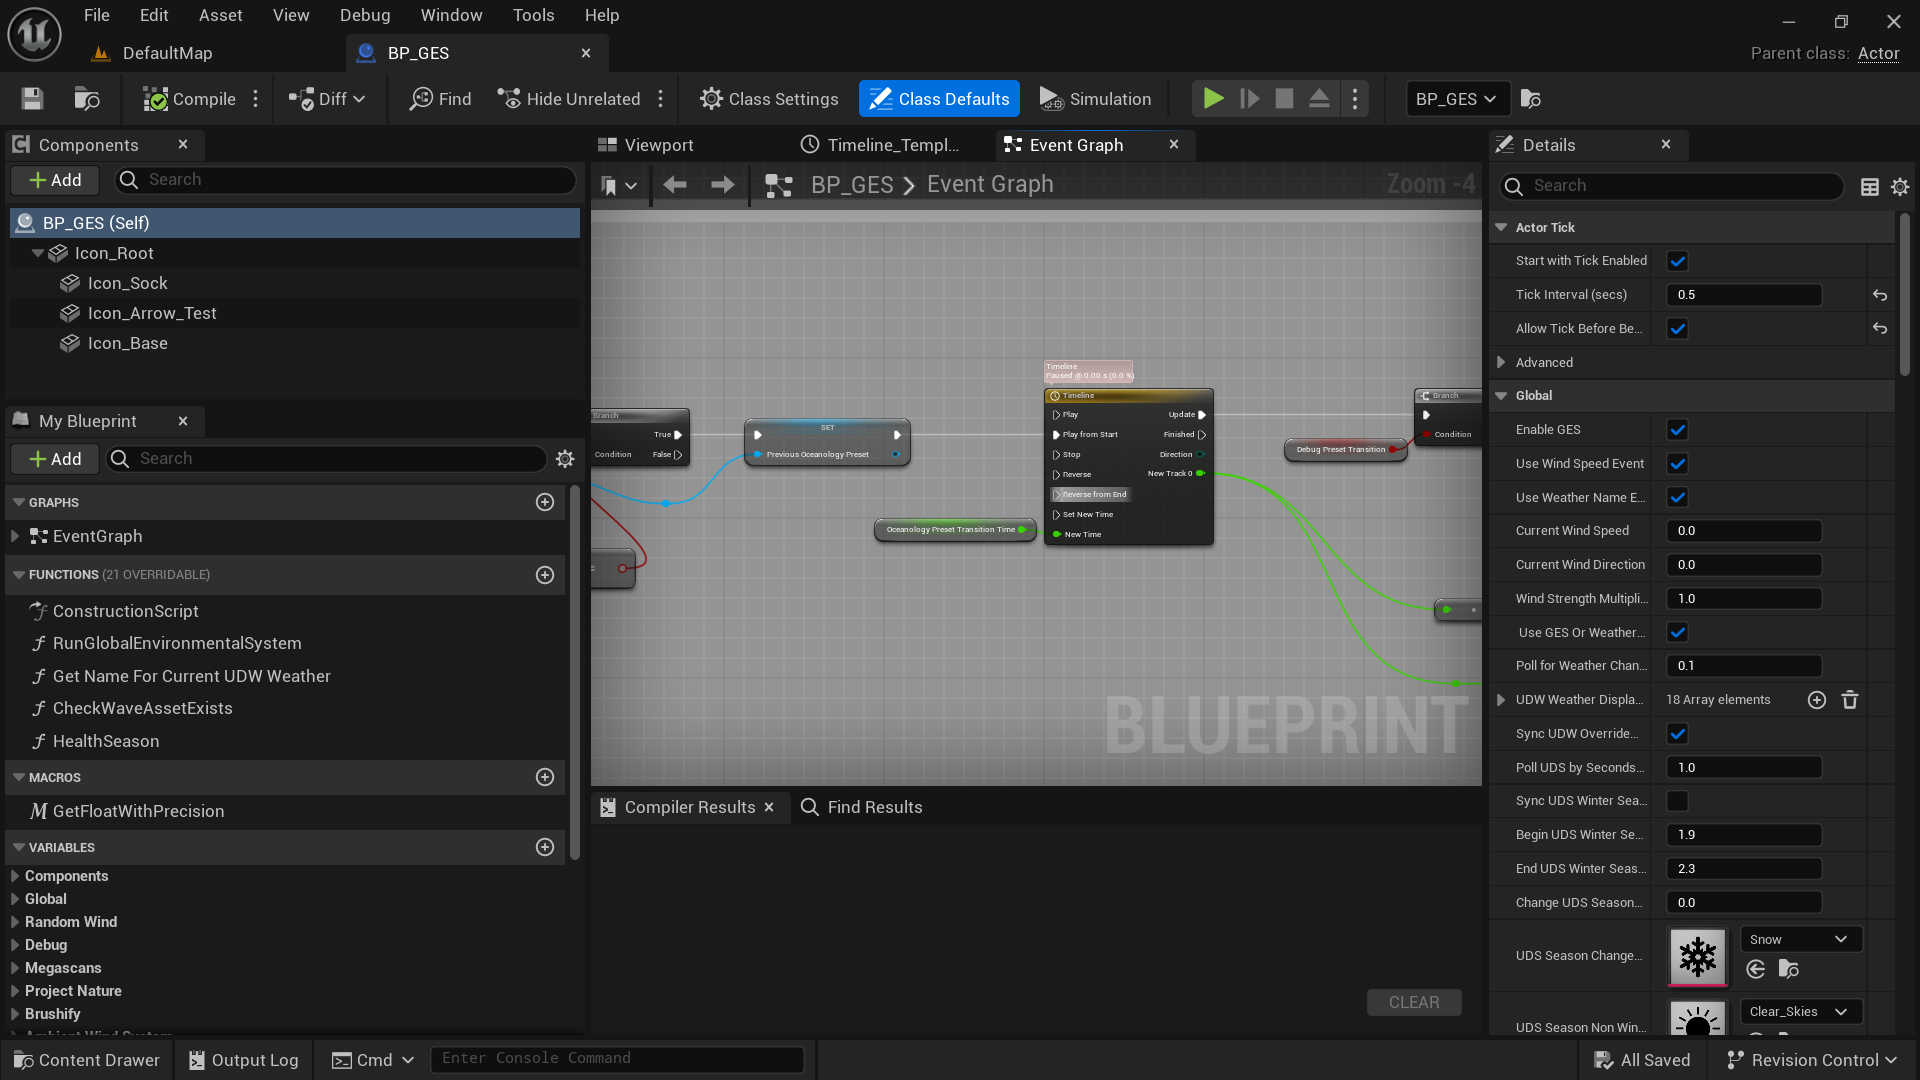 File Edit Asset View Debug Window Tools Help
DefaultMap
BP_GES
Parent class: Actor
Compile
Diff
Find
Hide Unrelated
Class Settings
Class Defaults
Simulation
BP_GES
Components
Add
Search
BP_GES (Self)
Icon_Root
Icon_Sock
Icon_Arrow_Test
Icon_Base
My Blueprint
Add
Search
GRAPHS
EventGraph
FUNCTIONS (21 OVERRIDABLE)
ConstructionScript
RunGlobalEnvironmentalSystem
Get Name For Current UDW Weather
CheckWaveAssetExists
HealthSeason
MACROS
GetFloatWithPrecision
VARIABLES
Components
Global
Random Wind
Debug
Megascans
Project Nature
Brushify
Ambient Wind System
Viewport
Timeline_Templ...
Event Graph
BP_GES > Event Graph
Zoom -4
Branch
True
Condition False
SET
Previous Oceanology Preset
=
Oceanology Preset Transition Time
Timeline
Paused @ 0.00 s (0.0 %)
Timeline
Play Update
Play from Start Finished
Stop Direction
Reverse New Track 0
Reverse from End
Set New Time
New Time
Debug Preset Transition
Branch
Condition
BLUEPRINT
Compiler Results
Find Results
CLEAR
Details
Search
Actor Tick
Start with Tick Enabled
Tick Interval (secs) 0.5
Allow Tick Before Be...
Advanced
Global
Enable GES
Use Wind Speed Event
Use Weather Name E...
Current Wind Speed 0.0
Current Wind Direction 0.0
Wind Strength Multipli... 1.0
Use GES Or Weather...
Poll for Weather Chan... 0.1
UDW Weather Displa... 18 Array elements
Sync UDW Override...
Poll UDS by Seconds... 1.0
Sync UDS Winter Sea...
Begin UDS Winter Se... 1.9
End UDS Winter Seas... 2.3
Change UDS Season... 0.0
UDS Season Change... Snow
UDS Season Non Win... Clear_Skies
Content Drawer
Output Log
Cmd
Enter Console Command
All Saved
Revision Control